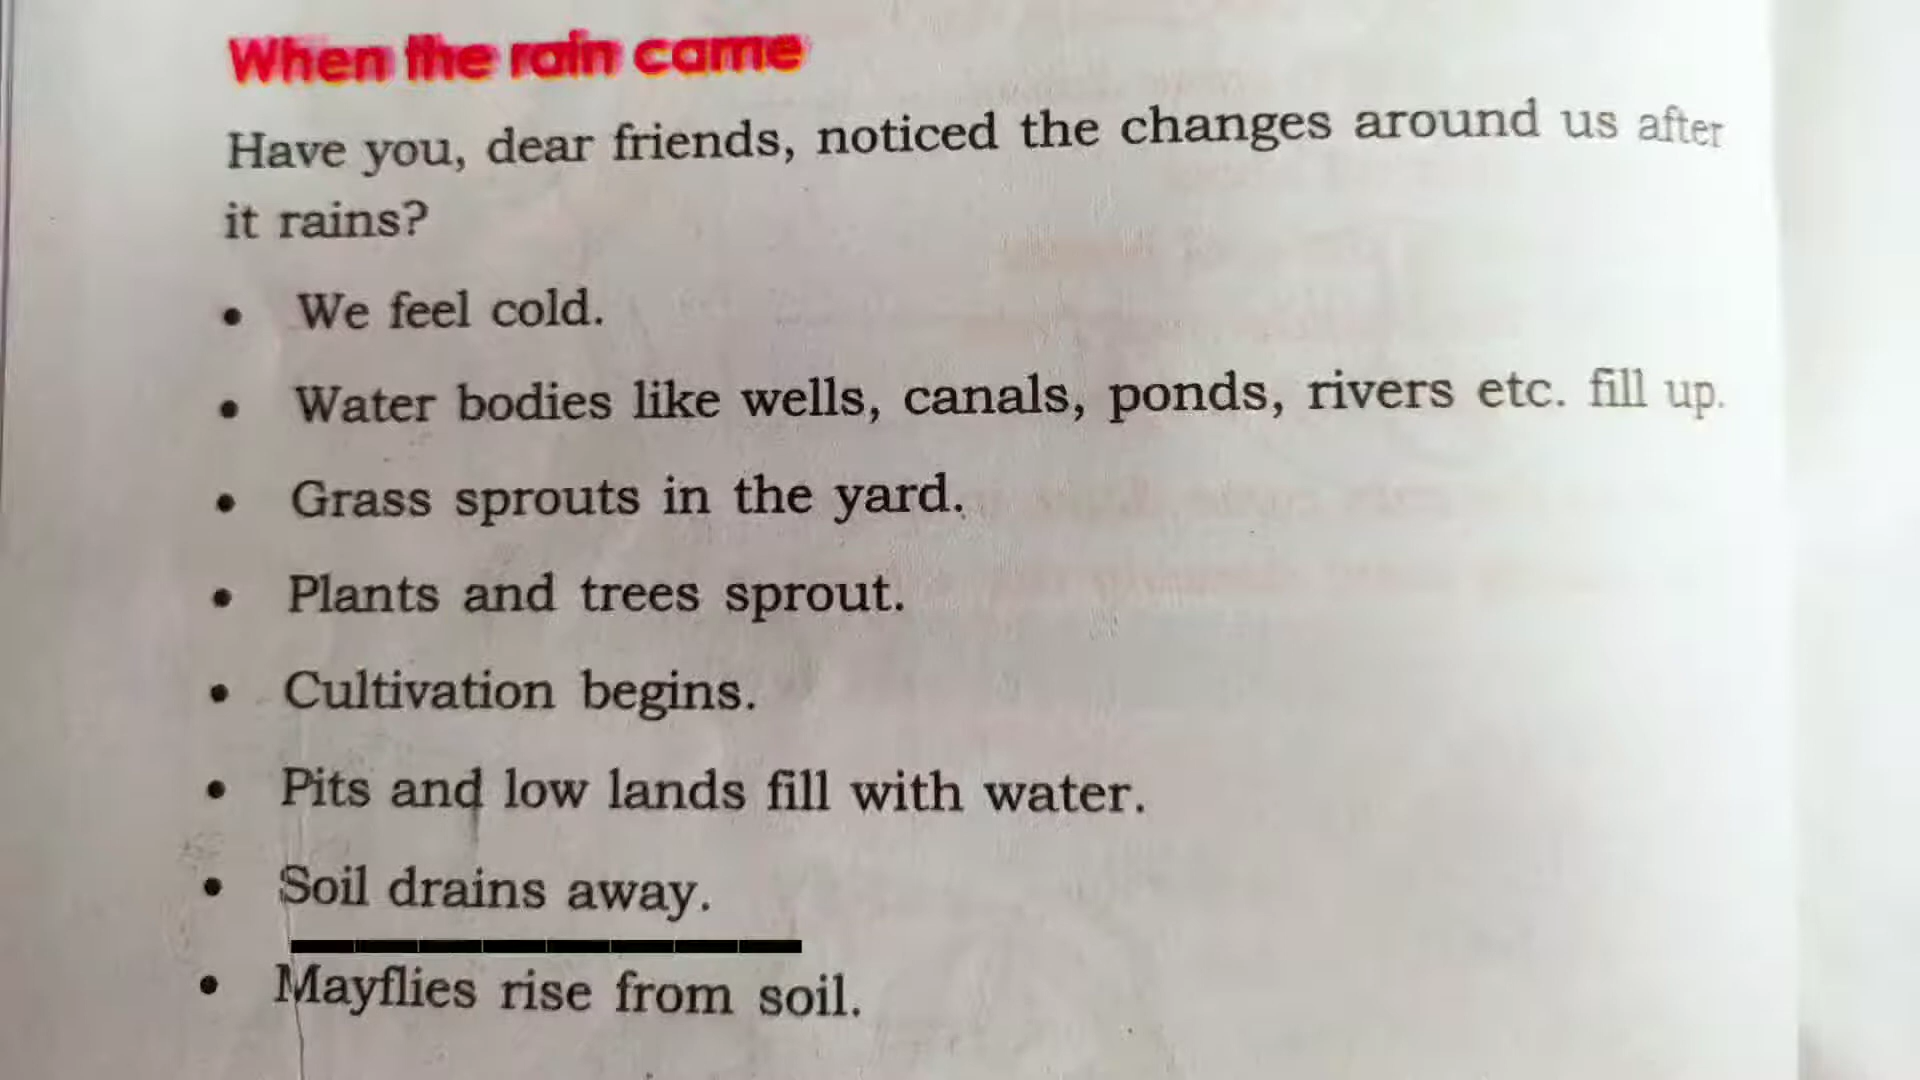 When the rain came
Have you, dear friends, noticed the changes around us after
it rains?
• We feel cold.
• Water bodies like wells, canals, ponds, rivers etc. fill up.
• Grass sprouts in the yard.
• Plants and trees sprout.
• Cultivation begins.
• Pits and low lands fill with water.
• Soil drains away.
• Mayflies rise from soil.